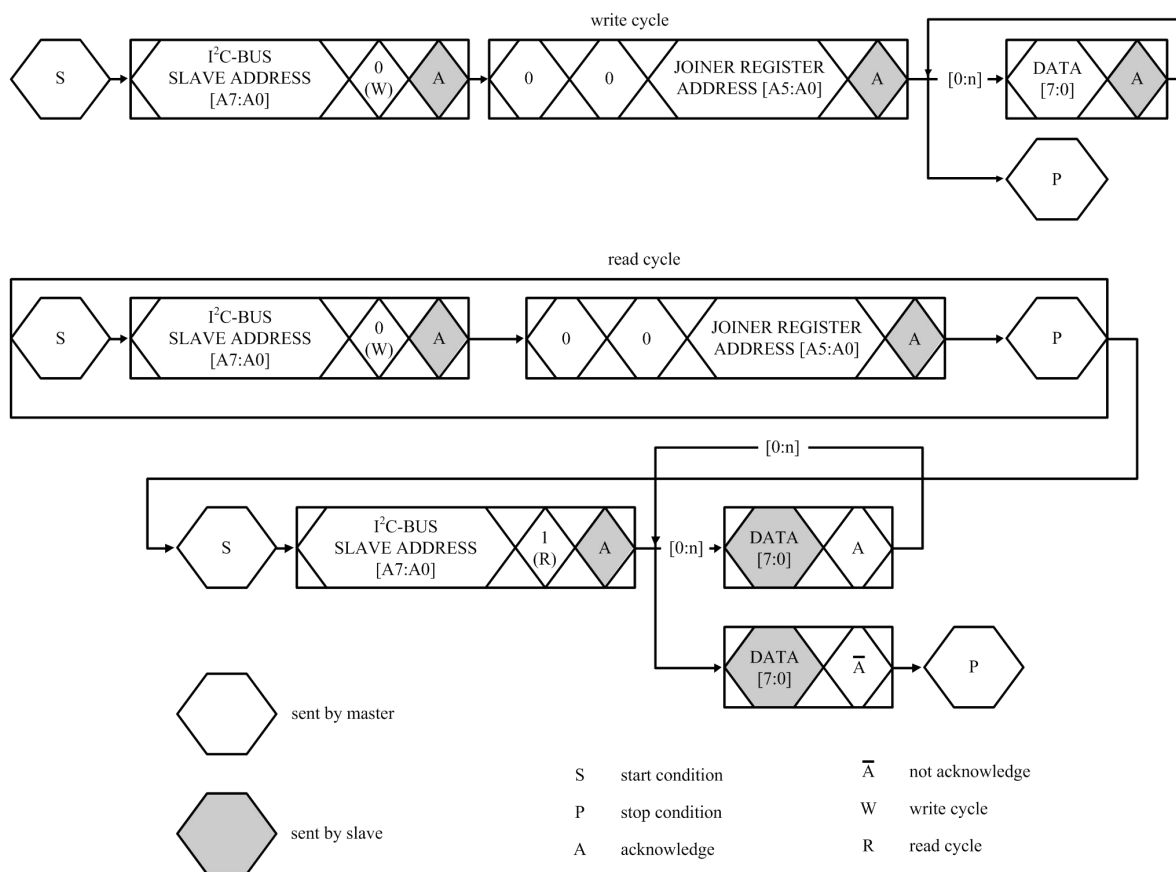 write cycle
S
I²C-BUS
SLAVE ADDRESS
[A7:A0]
0
(W)
A
0
0
JOINER REGISTER
ADDRESS [A5:A0]
A
[0:n]
DATA
[7:0]
A
P
read cycle
S
I²C-BUS
SLAVE ADDRESS
[A7:A0]
0
(W)
A
0
0
JOINER REGISTER
ADDRESS [A5:A0]
A
P
[0:n]
S
I²C-BUS
SLAVE ADDRESS
[A7:A0]
1
(R)
A
[0:n]
DATA
[7:0]
A
DATA
[7:0]
A̅
P
sent by master
sent by slave
S start condition
P stop condition
A acknowledge
A̅ not acknowledge
W write cycle
R read cycle